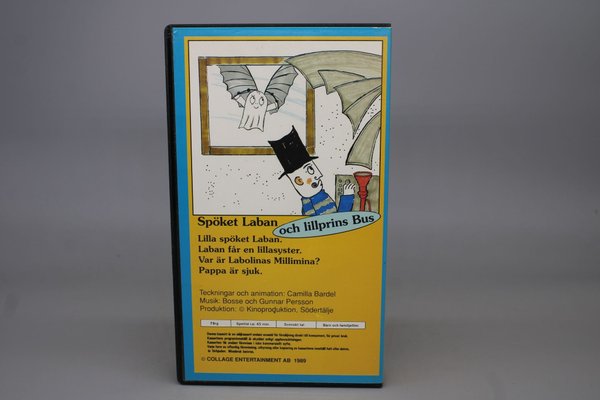 Spöket Laban
och lillprins Bus
Lilla spöket Laban.
Laban får en lillasyster.
Var är Labolinas Millimina?
Pappa är sjuk.
Teckningar och animation: Camilla Bardel
Musik: Bosse och Gunnar Persson
Produktion: © Kinoproduktion, Södertälje
Färg Speltid ca. 45 min. Svenskt tal Barn och familjefilm
© COLLAGE ENTERTAINMENT AB 1989